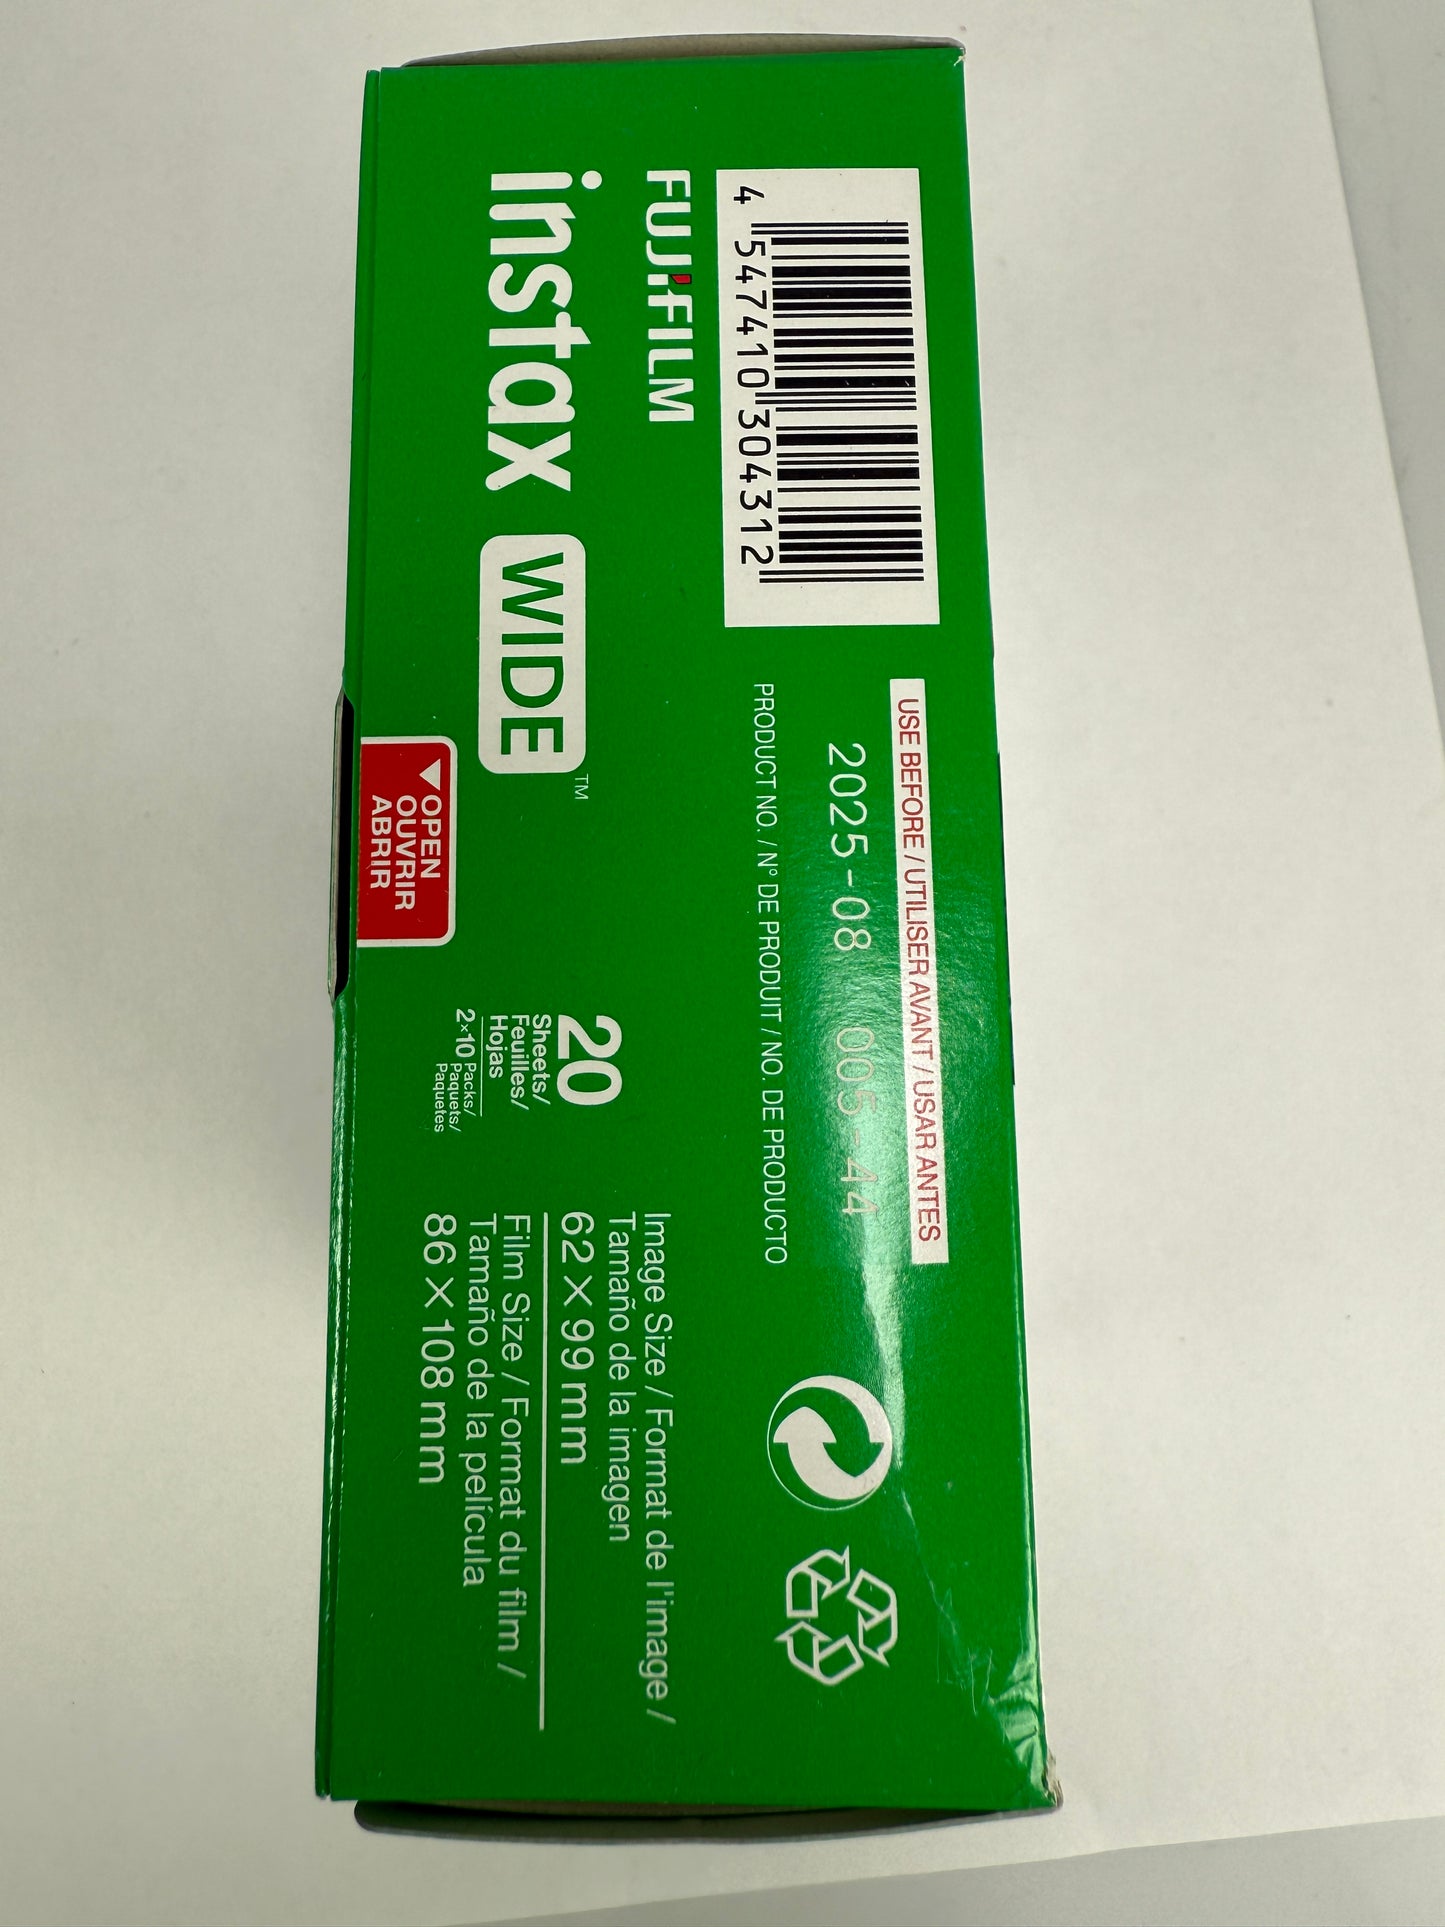 4 547410 304312
USE BEFORE / UTILISER AVANT / USAR ANTES
2025-08 005-44
PRODUCT NO. / N° DE PRODUIT / NO. DE PRODUCTO
FUJIFILM
instax WIDE™
OPEN
OUVRIR
ABRIR
20
Sheets/
Feuilles/
Hojas
2×10 Packs/
Paquets/
Paquetes
Image Size / Format de l'image /
Tamaño de la imagen
62 × 99 mm
Film Size / Format du film /
Tamaño de la película
86 × 108 mm